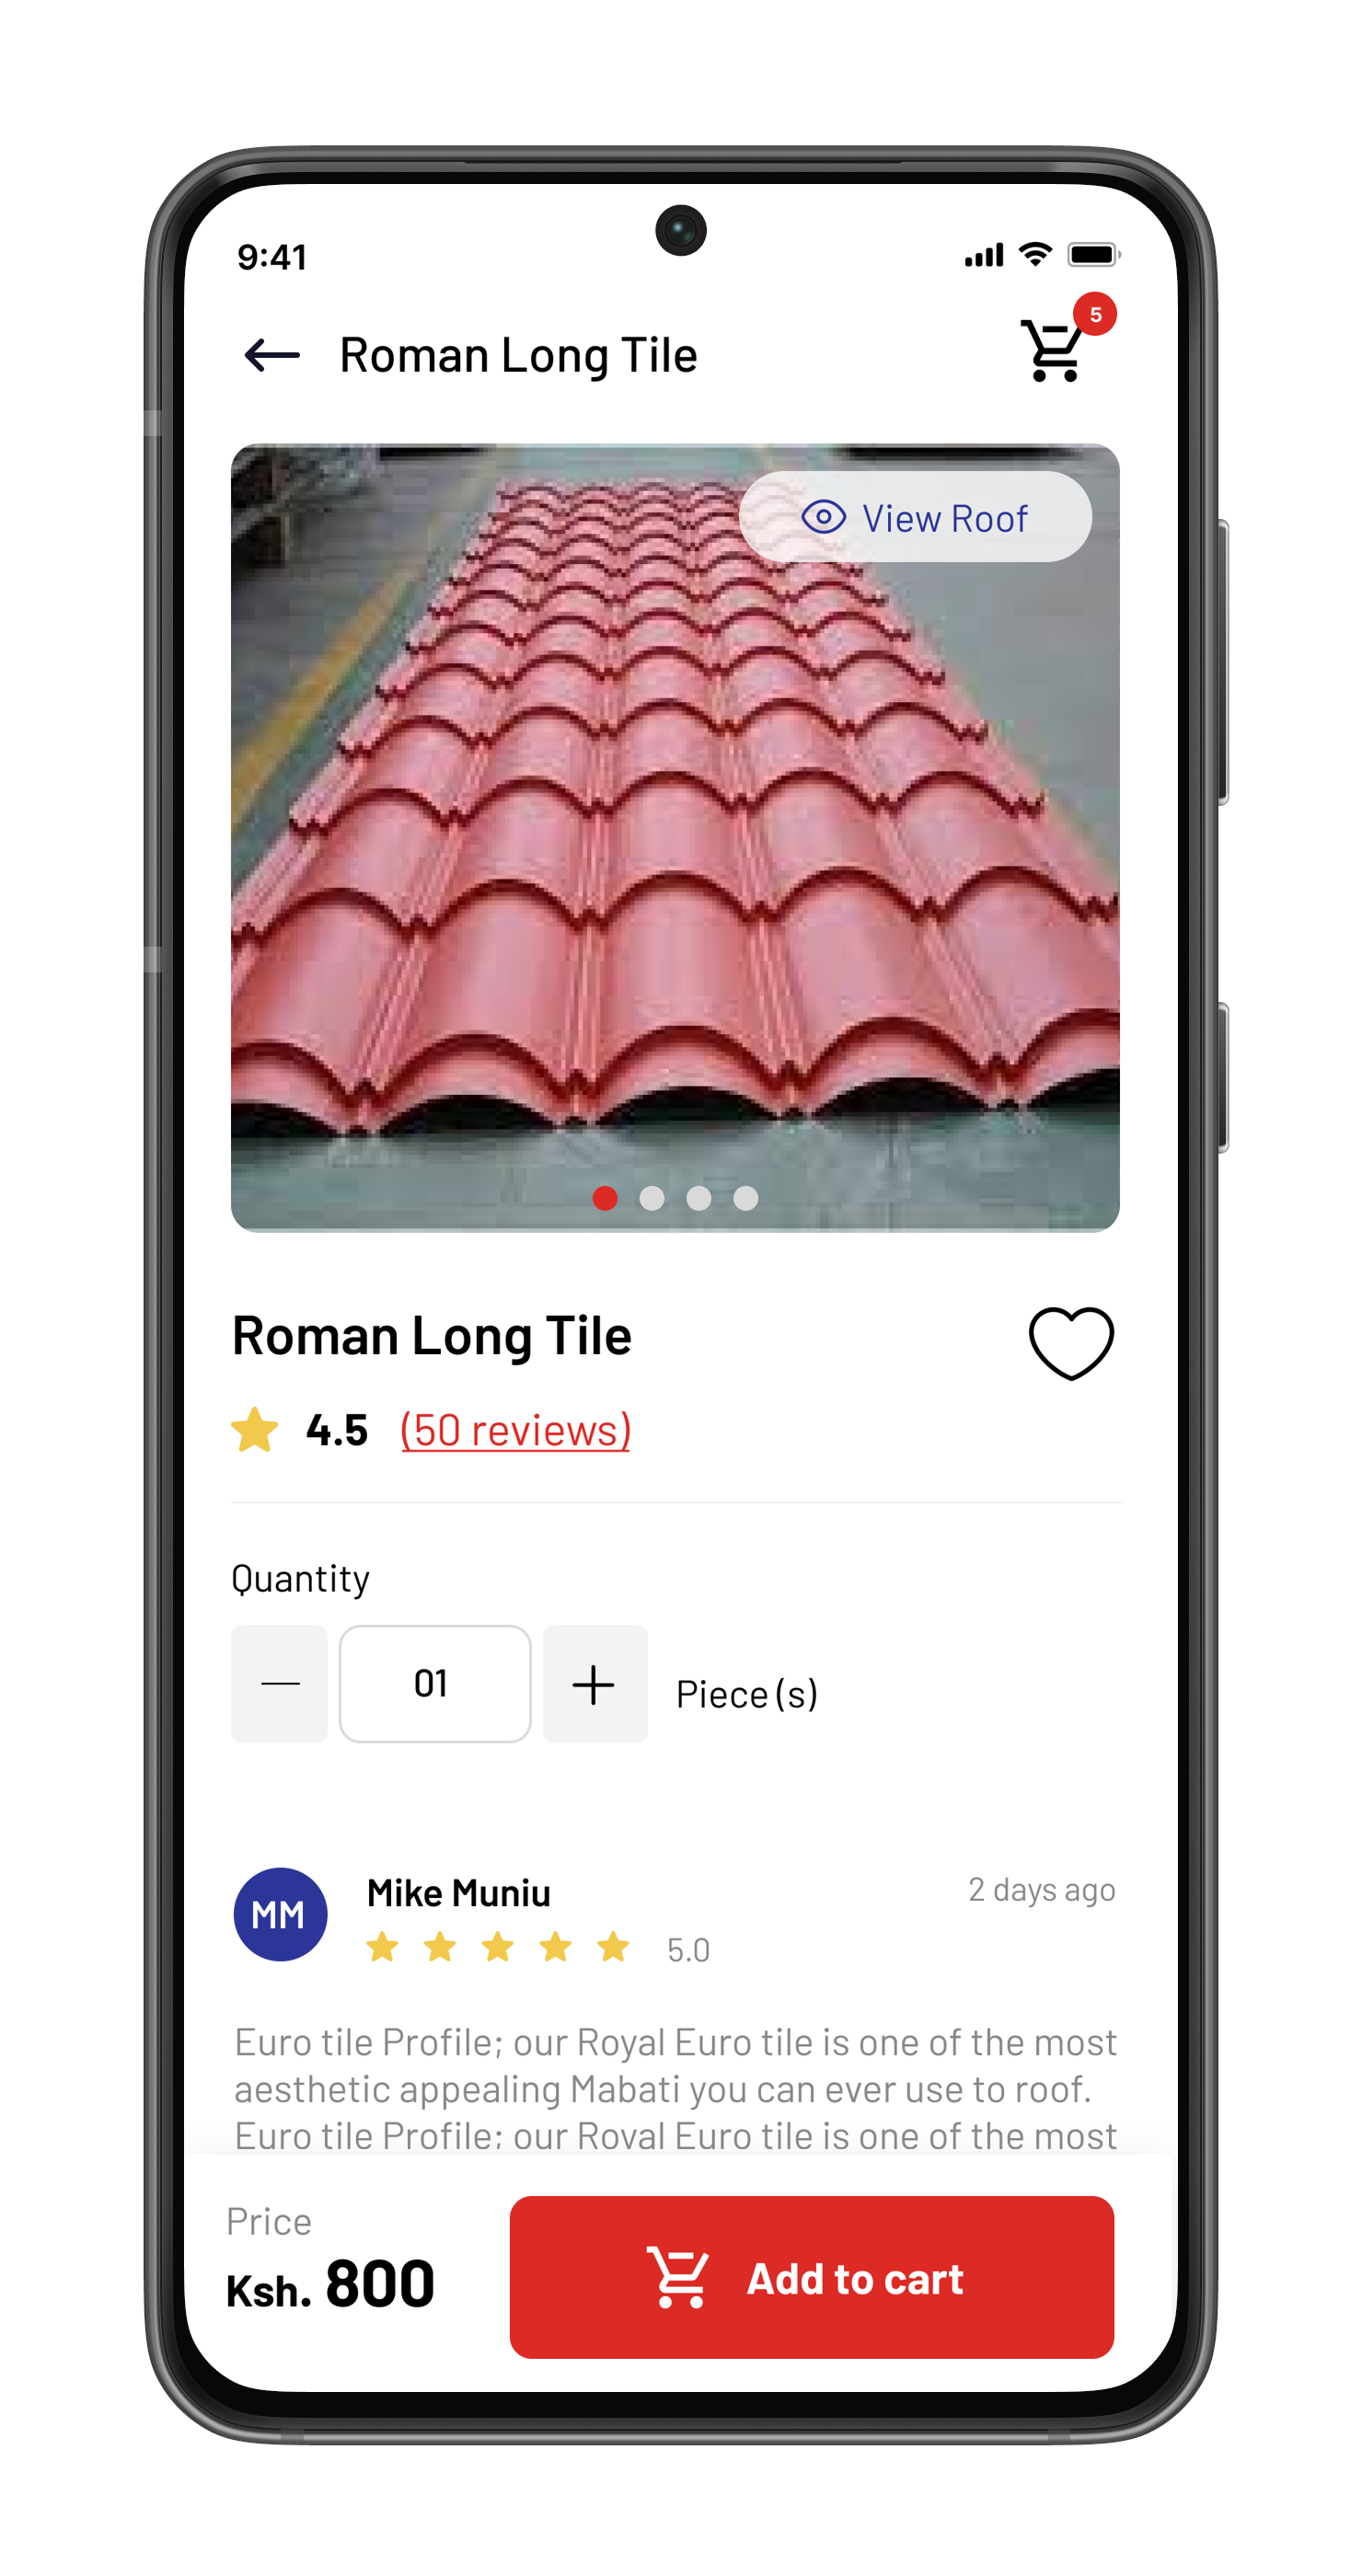 9:41
Roman Long Tile
5
View Roof
Roman Long Tile
4.5 (50 reviews)
Quantity
01
Piece (s)
MM
Mike Muniu
2 days ago
5.0
Euro tile Profile; our Royal Euro tile is one of the most
aesthetic appealing Mabati you can ever use to roof.
Euro tile Profile; our Royal Euro tile is one of the most
Price
Ksh. 800
Add to cart